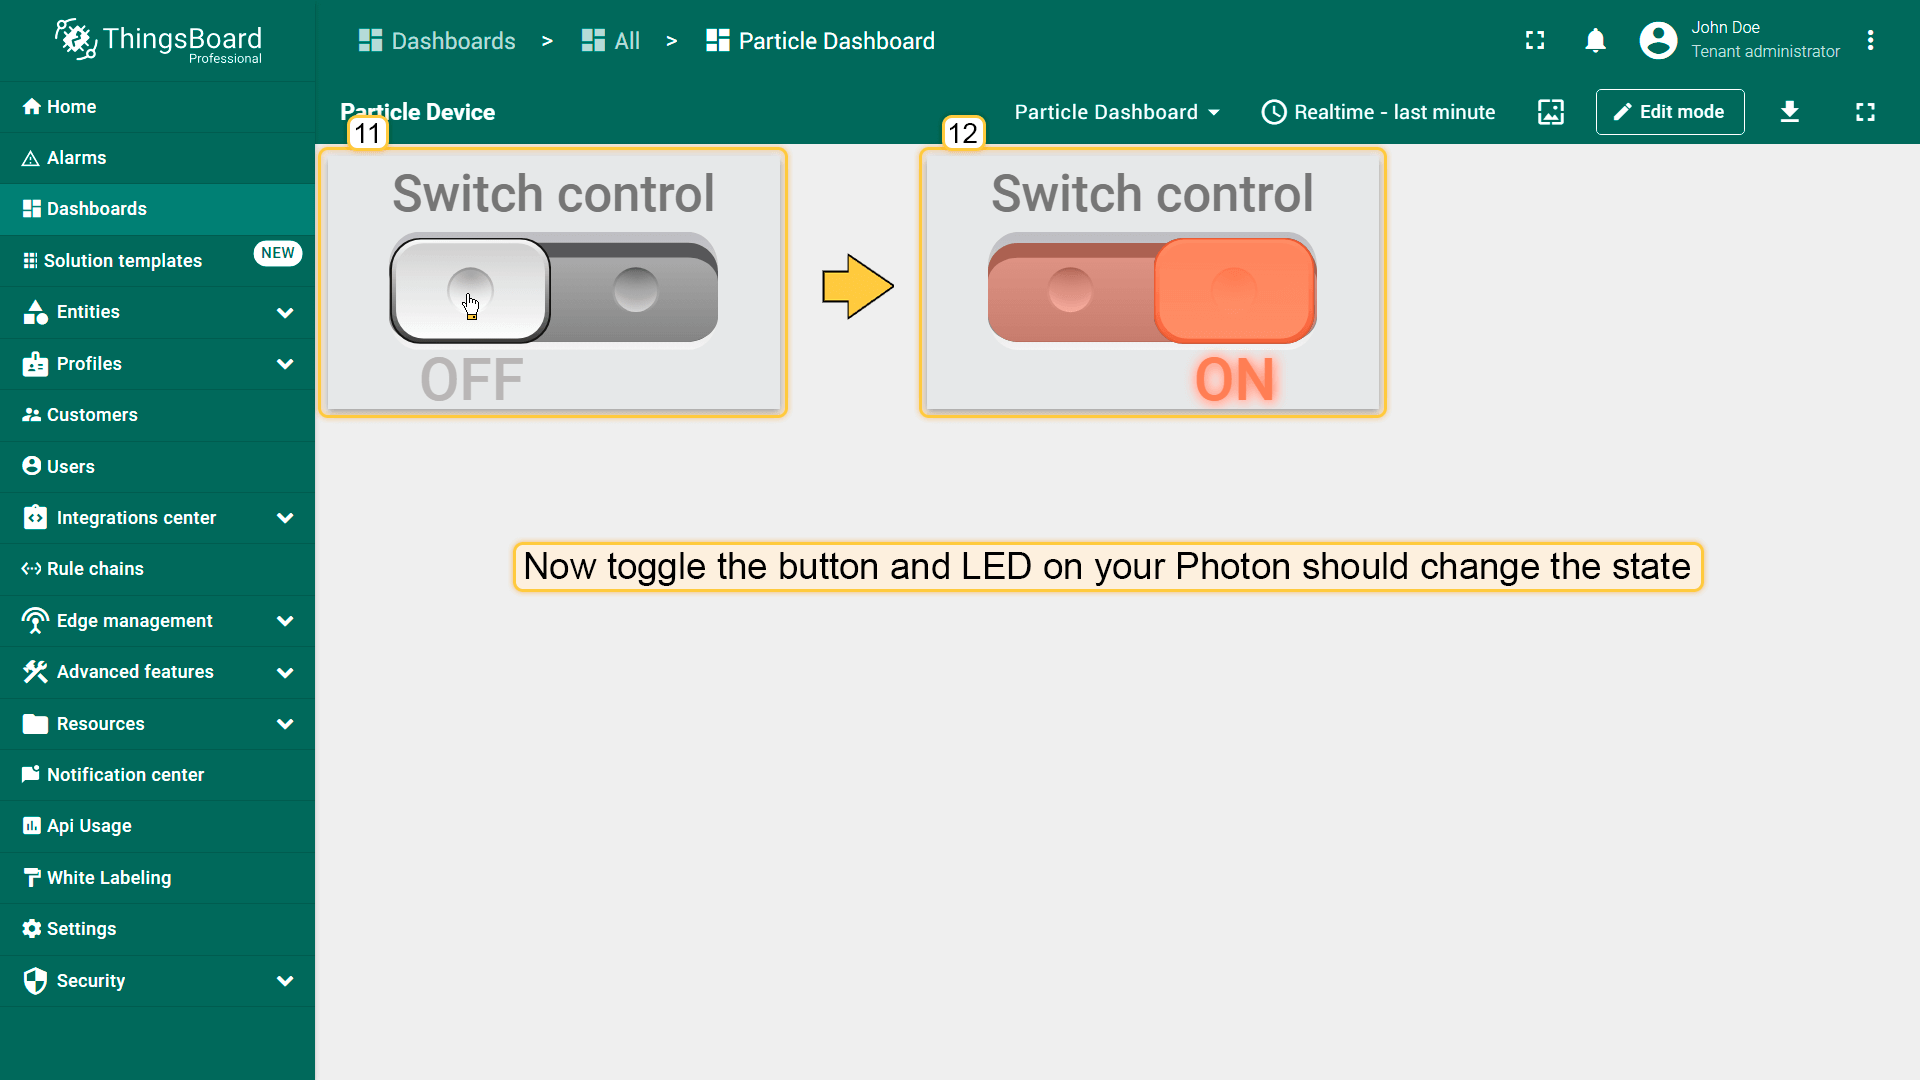 ThingsBoard
Professional
Dashboards > All > Particle Dashboard
John Doe
Tenant administrator
Particle Device
Particle Dashboard
Realtime - last minute
Edit mode
Home
Alarms
Dashboards
Solution templates
NEW
Entities
Profiles
Customers
Users
Integrations center
Rule chains
Edge management
Advanced features
Resources
Notification center
Api Usage
White Labeling
Settings
Security
11
Switch control
OFF
12
Switch control
ON
Now toggle the button and LED on your Photon should change the state